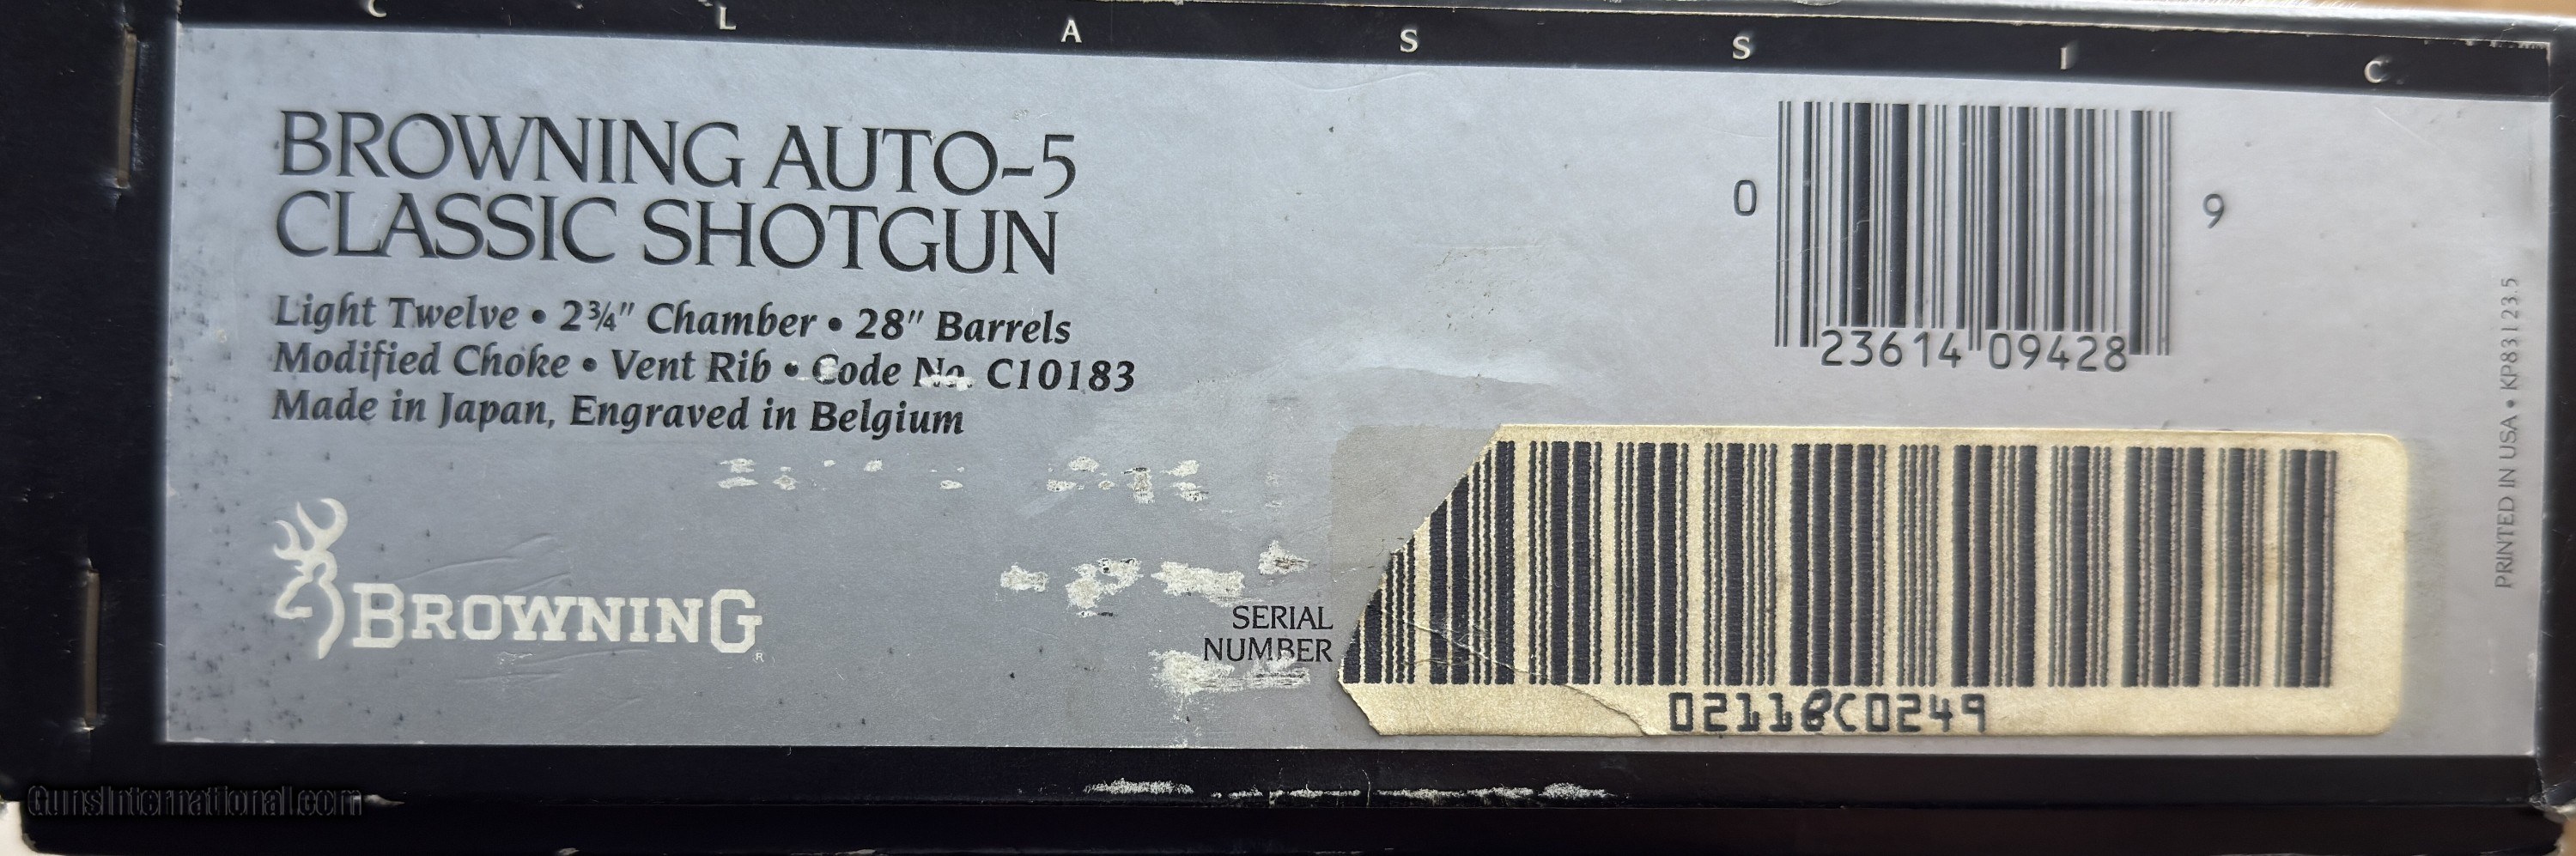 C L A S S I C
BROWNING AUTO-5
CLASSIC SHOTGUN
Light Twelve • 2¾" Chamber • 28" Barrels
Modified Choke • Vent Rib • Code No. C10183
Made in Japan, Engraved in Belgium
BROWNING
®
0 23614 09428 9
SERIAL
NUMBER
PRINTED IN USA • KP83123.5
GunsInternational.com